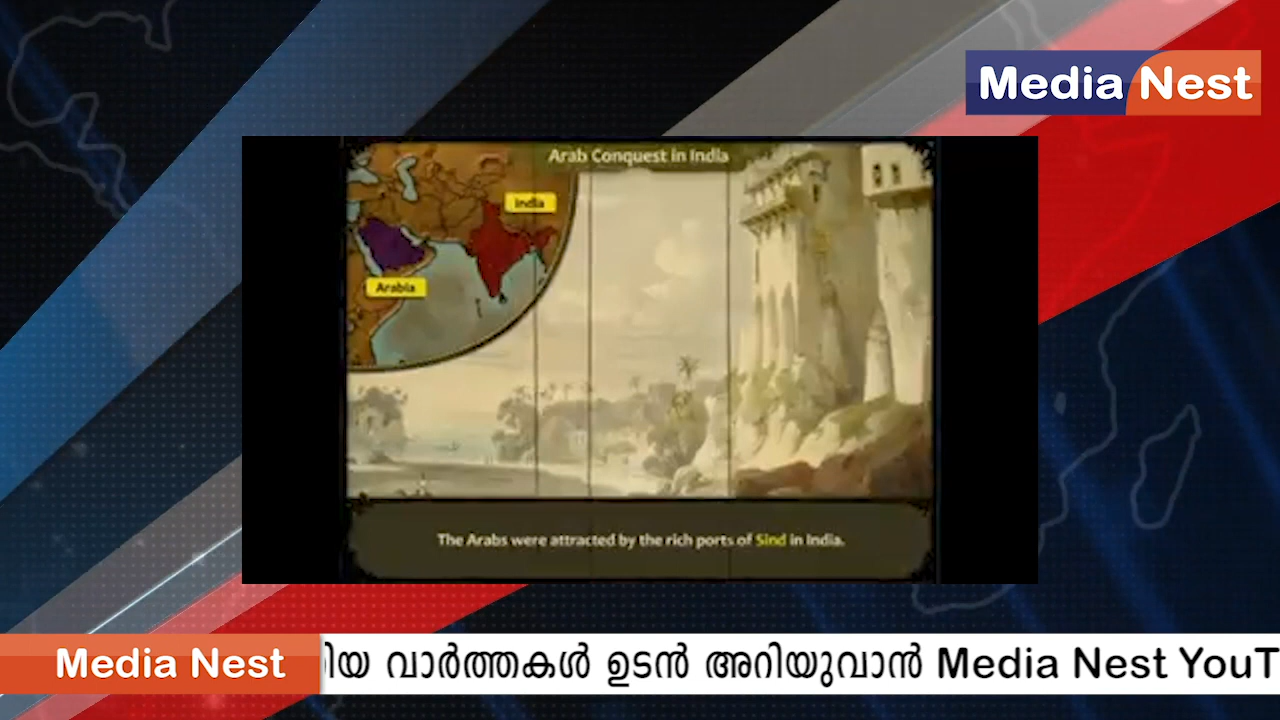 Media Nest
Arab Conquest in India
India
Arabia
The Arabs were attracted by the rich ports of Sind in India.
Media Nest
വാർത്തകൾ ഉടൻ അറിയുവാൻ Media Nest YouT